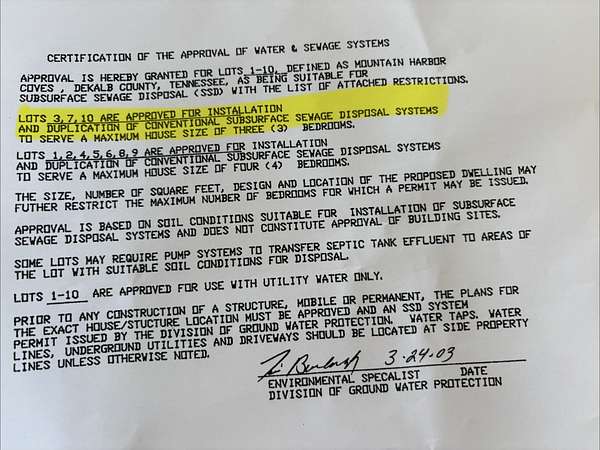 CERTIFICATION OF THE APPROVAL OF WATER & SEWAGE SYSTEMS
APPROVAL IS HEREBY GRANTED FOR LOTS 1-10, DEFINED AS MOUNTAIN HARBOR
COVES, DEKALB COUNTY, TENNESSEE, AS BEING SUITABLE FOR
SUBSURFACE SEWAGE DISPOSAL (SSD) WITH THE LIST OF ATTACHED RESTRICTIONS.
LOTS 3,7,10 ARE APPROVED FOR INSTALLATION
AND DUPLICATION OF CONVENTIONAL SUBSURFACE SEWAGE DISPOSAL SYSTEMS
TO SERVE A MAXIMUM HOUSE SIZE OF THREE (3) BEDROOMS.
LOTS 1,2,4,5,6,8,9 ARE APPROVED FOR INSTALLATION
AND DUPLICATION OF CONVENTIONAL SUBSURFACE SEWAGE DISPOSAL SYSTEMS
TO SERVE A MAXIMUM HOUSE SIZE OF FOUR (4) BEDROOMS.
THE SIZE, NUMBER OF SQUARE FEET, DESIGN AND LOCATION OF THE PROPOSED DWELLING MAY
FUTHER RESTRICT THE MAXIMUM NUMBER OF BEDROOMS FOR WHICH A PERMIT MAY BE ISSUED.
APPROVAL IS BASED ON SOIL CONDITIONS SUITABLE FOR INSTALLATION OF SUBSURFACE
SEWAGE DISPOSAL SYSTEMS AND DOES NOT CONSTITUTE APPROVAL OF BUILDING SITES.
SOME LOTS MAY REQUIRE PUMP SYSTEMS TO TRANSFER SEPTIC TANK EFFLUENT TO AREAS OF
THE LOT WITH SUITABLE SOIL CONDITIONS FOR DISPOSAL.
LOTS 1-10 ARE APPROVED FOR USE WITH UTILITY WATER ONLY.
PRIOR TO ANY CONSTRUCTION OF A STRUCTURE, MOBILE OR PERMANENT, THE PLANS FOR
THE EXACT HOUSE/STUCTURE LOCATION MUST BE APPROVED AND AN SSD SYSTEM
PERMIT ISSUED BY THE DIVISION OF GROUND WATER PROTECTION. WATER TAPS. WATER
LINES, UNDERGROUND UTILITIES AND DRIVEWAYS SHOULD BE LOCATED AT SIDE PROPERTY
LINES UNLESS OTHERWISE NOTED.
3-24-03
ENVIRONMENTAL SPECALIST DATE
DIVISION OF GROUND WATER PROTECTION